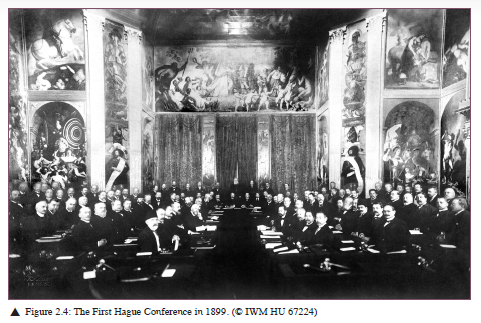 ▲ Figure 2.4: The First Hague Conference in 1899. (© IWM HU 67224)